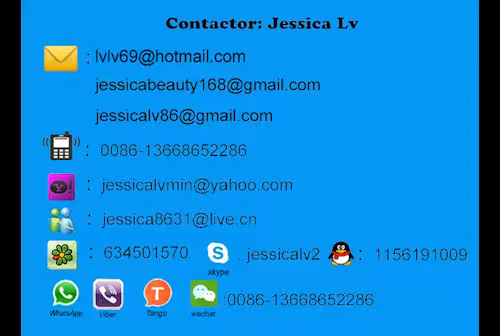 Contactor: Jessica Lv
: lvlv69@hotmail.com
jessicabeauty168@gmail.com
jessicalv86@gmail.com
: 0086-13668652286
: jessicalvmin@yahoo.com
: jessica8631@live.cn
: 634501570 skype . jessicalv2 : 1156191009
WhatsApp Viber Tango wechat :0086-13668652286